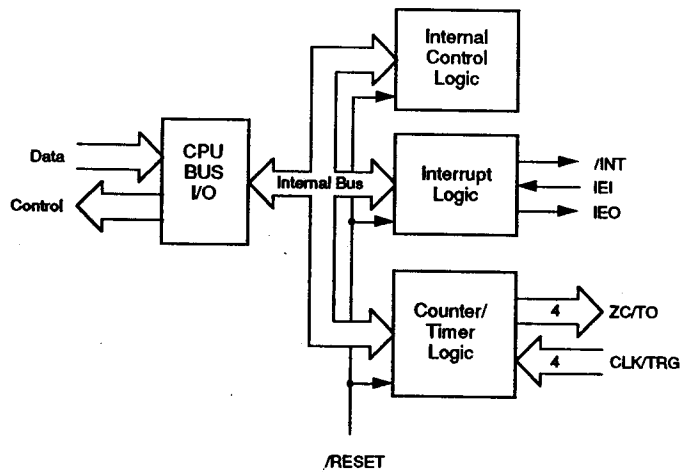 Internal
Control
Logic
Data
Control
CPU
BUS
I/O
Internal Bus
Interrupt
Logic
/INT
IEI
IEO
Counter/
Timer
Logic
4
ZC/TO
4
CLK/TRG
/RESET